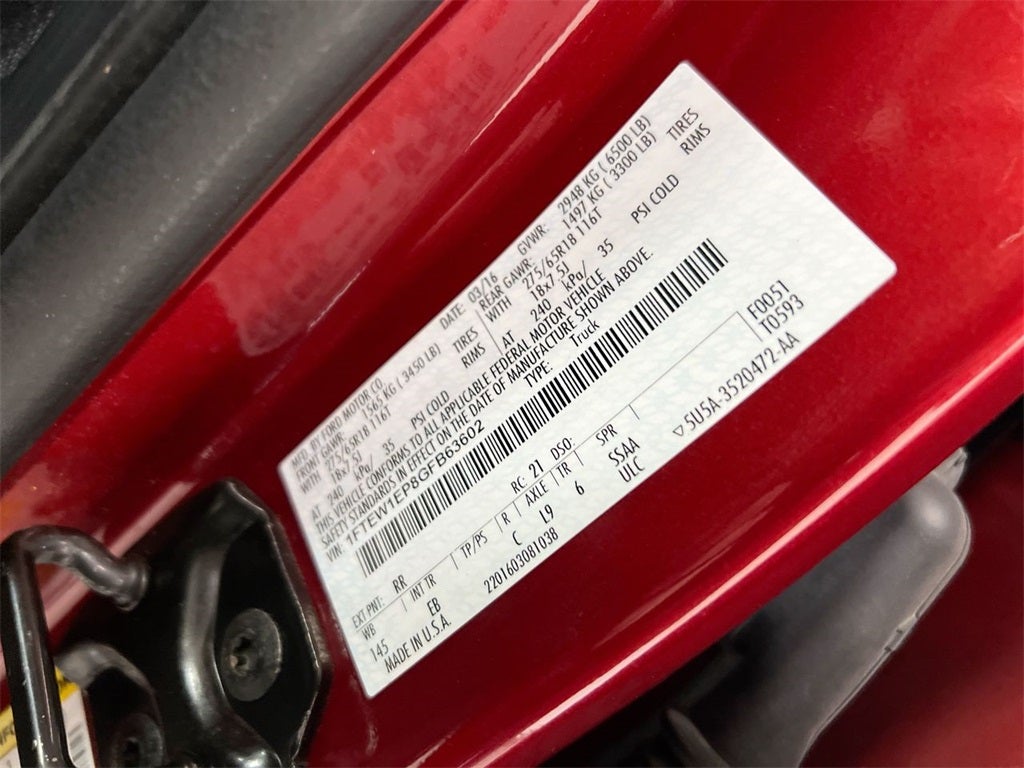 MFD. BY FORD MOTOR CO.
DATE: 03/16 GVWR: 2948 KG ( 6500 LB)
FRONT GAWR: 1565 KG ( 3450 LB) REAR GAWR: 1497 KG ( 3300 LB)
WITH 275/65R18 116T TIRES WITH 275/65R18 116T TIRES
18x7.5J RIMS 18x7.5J RIMS
AT 240 kPa/ 35 PSI COLD AT 240 kPa/ 35 PSI COLD
THIS VEHICLE CONFORMS TO ALL APPLICABLE FEDERAL MOTOR VEHICLE
SAFETY STANDARDS IN EFFECT ON THE DATE OF MANUFACTURE SHOWN ABOVE.
VIN: 1FTEW1EP8GFB63602 TYPE: Truck
EXT PNT: RR RC: 21 DSO: F0051
WB INT TR TP/PS R AXLE TR SPR T0593
145 EB C L9 6 SSAA
MADE IN U.S.A. 220160308​1038 ULC ▽5U5A-3520472-AA